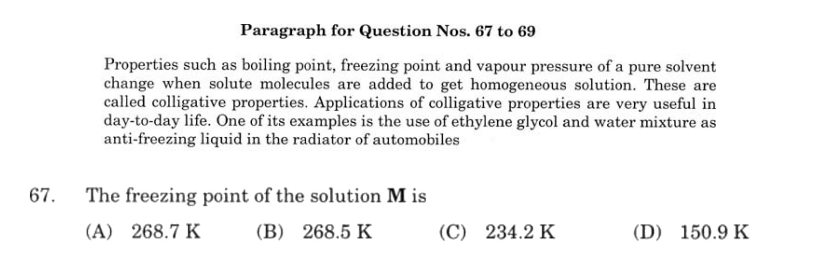 Paragraph for Question Nos. 67 to 69
Properties such as boiling point, freezing point and vapour pressure of a pure solvent
change when solute molecules are added to get homogeneous solution. These are
called colligative properties. Applications of colligative properties are very useful in
day-to-day life. One of its examples is the use of ethylene glycol and water mixture as
anti-freezing liquid in the radiator of automobiles
67. The freezing point of the solution M is
(A) 268.7 K (B) 268.5 K (C) 234.2 K (D) 150.9 K